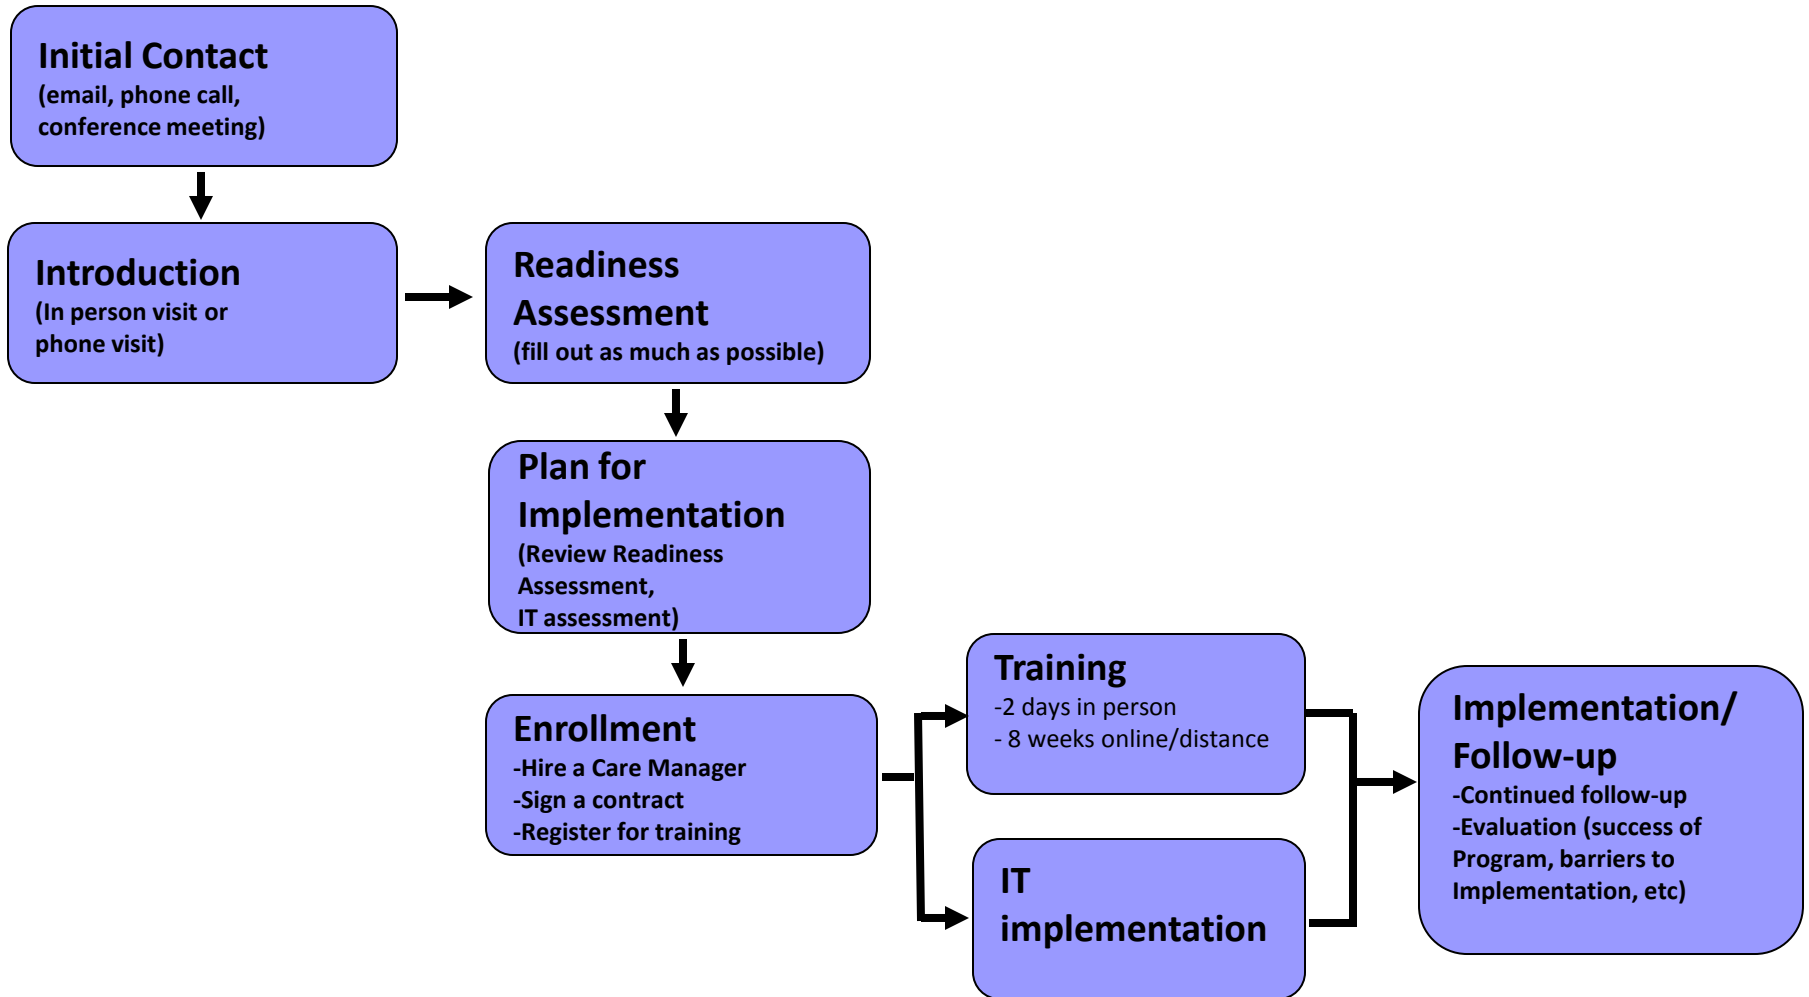 Initial Contact
(email, phone call,
conference meeting)
Introduction
(In person visit or
phone visit)
Readiness
Assessment
(fill out as much as possible)
Plan for
Implementation
(Review Readiness
Assessment,
IT assessment)
Enrollment
-Hire a Care Manager
-Sign a contract
-Register for training
Training
-2 days in person
- 8 weeks online/distance
IT
implementation
Implementation/
Follow-up
-Continued follow-up
-Evaluation (success of
Program, barriers to
Implementation, etc)